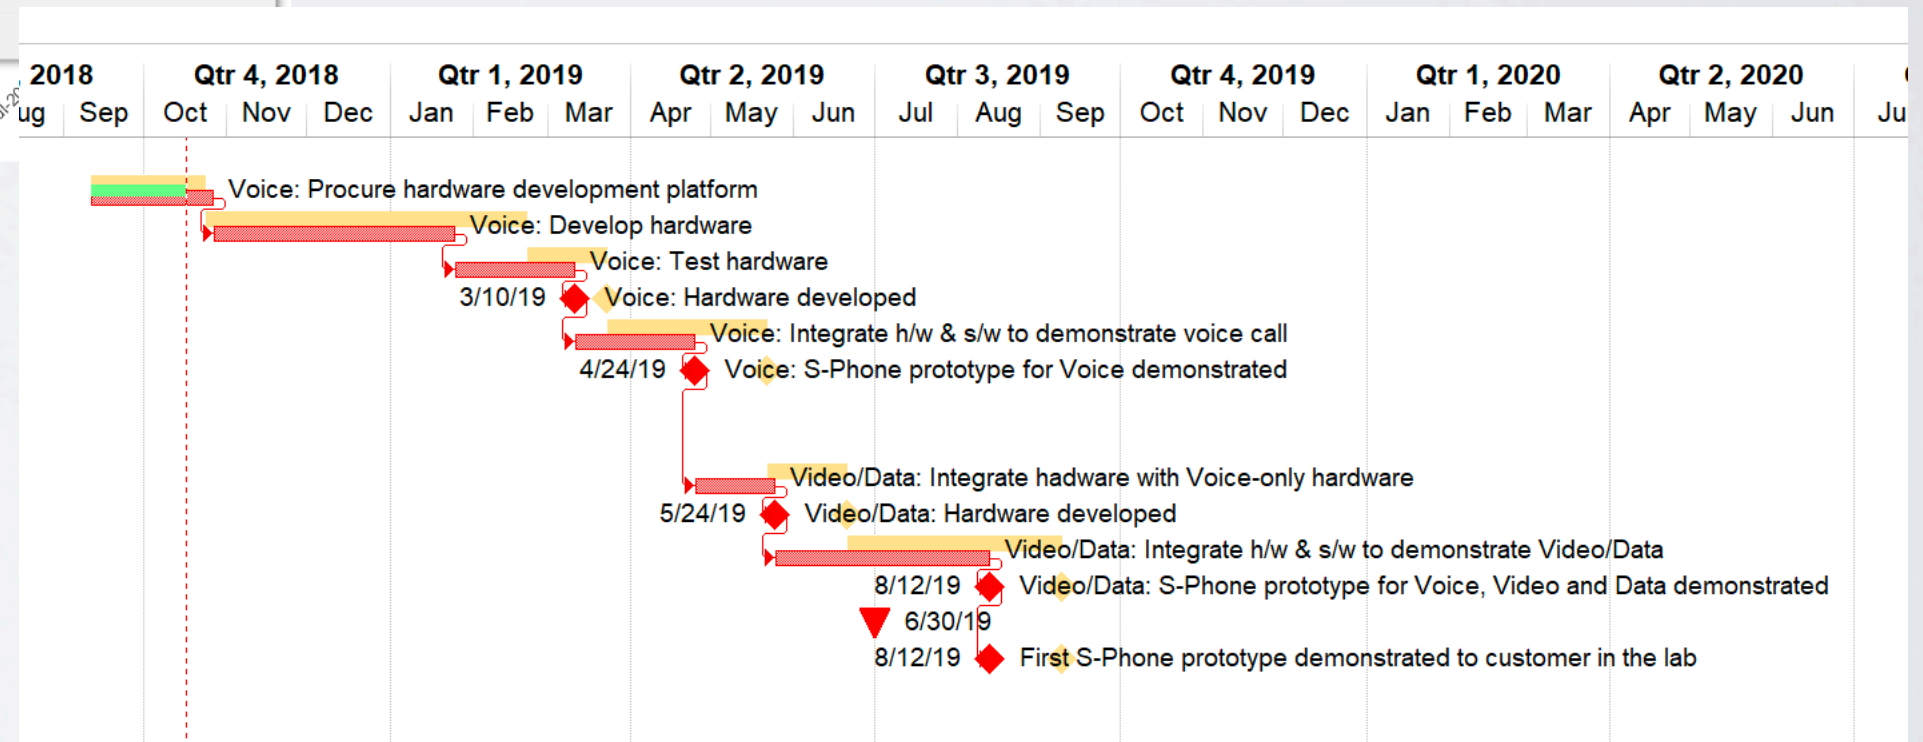 2018 Qtr 4, 2018 Qtr 1, 2019 Qtr 2, 2019 Qtr 3, 2019 Qtr 4, 2019 Qtr 1, 2020 Qtr 2, 2020
ug Sep Oct Nov Dec Jan Feb Mar Apr May Jun Jul Aug Sep Oct Nov Dec Jan Feb Mar Apr May Jun Ju
Voice: Procure hardware development platform
Voice: Develop hardware
Voice: Test hardware
3/10/19 Voice: Hardware developed
Voice: Integrate h/w & s/w to demonstrate voice call
4/24/19 Voice: S-Phone prototype for Voice demonstrated
Video/Data: Integrate hadware with Voice-only hardware
5/24/19 Video/Data: Hardware developed
Video/Data: Integrate h/w & s/w to demonstrate Video/Data
8/12/19 Video/Data: S-Phone prototype for Voice, Video and Data demonstrated
6/30/19
8/12/19 First S-Phone prototype demonstrated to customer in the lab